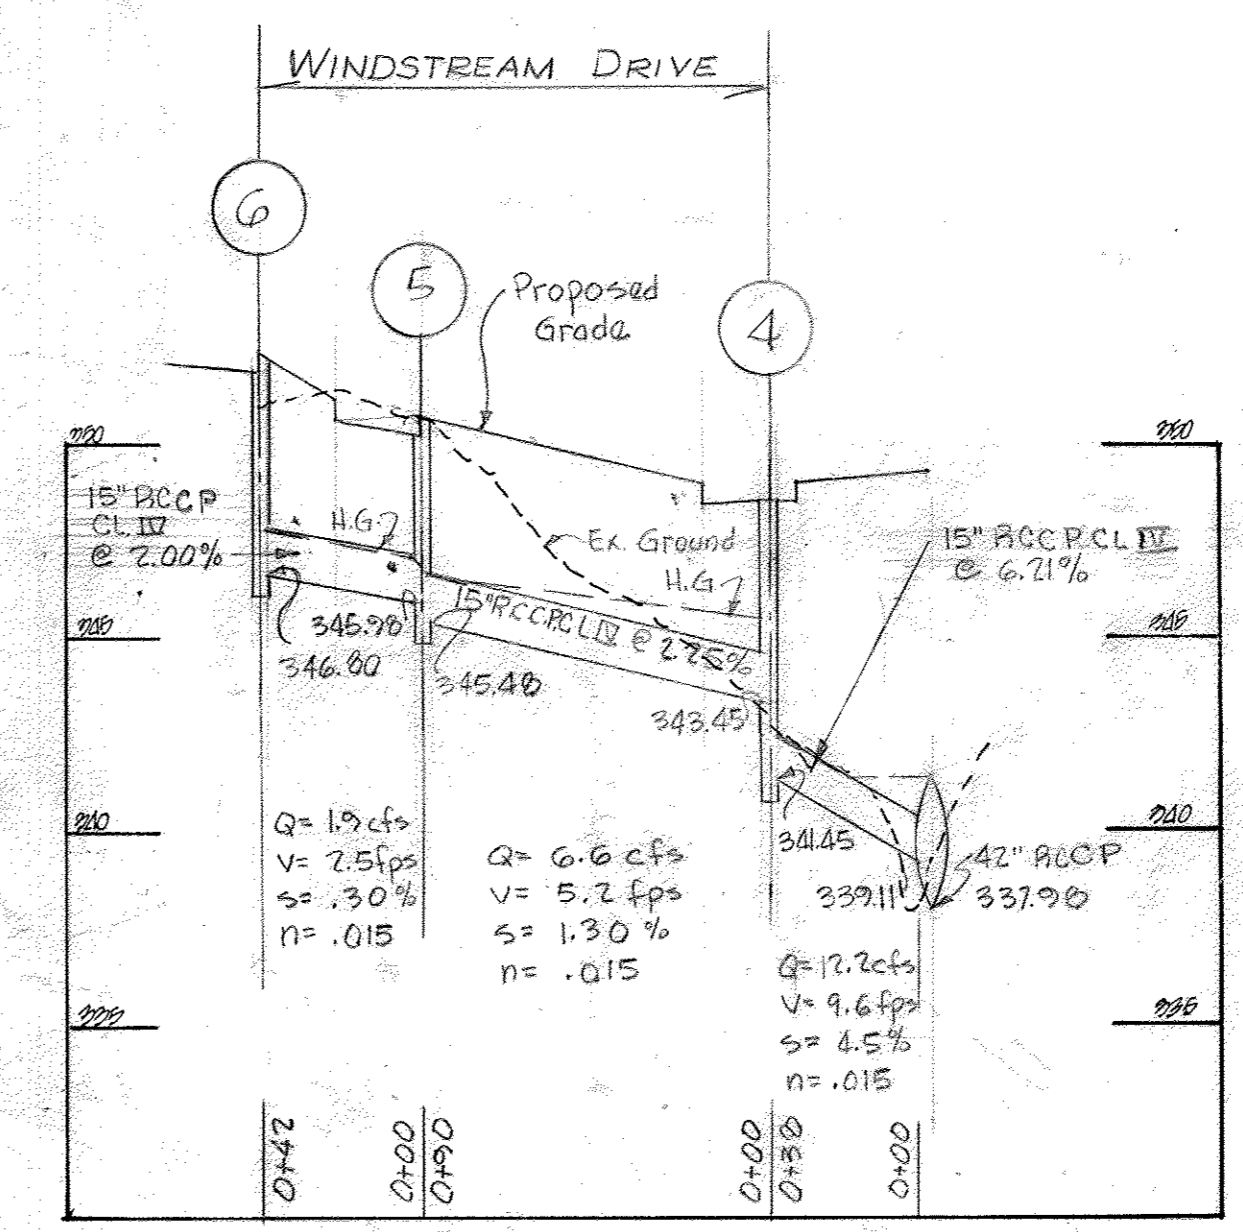 WINDSTREAM DRIVE
6
5
4
Proposed
Grade
350
350
15" RCCP
CL IV
@ 2.00%
H.G.
Ex. Ground
H.G.
15" RCCP CL IV
@ 6.21%
15" RCCP CL IV @ 2.25%
345
345
345.98
346.80
345.48
343.45
341.45
340
340
42" RCCP
339.11
337.98
Q= 1.9 cfs
V= 2.5 fps
S= .30%
n= .015
Q= 6.6 cfs
V= 5.2 fps
S= 1.30%
n= .015
Q= 12.2 cfs
V= 9.6 fps
S= 4.5%
n= .015
335
335
0+42
0+00
0+90
0+00
0+38
0+00